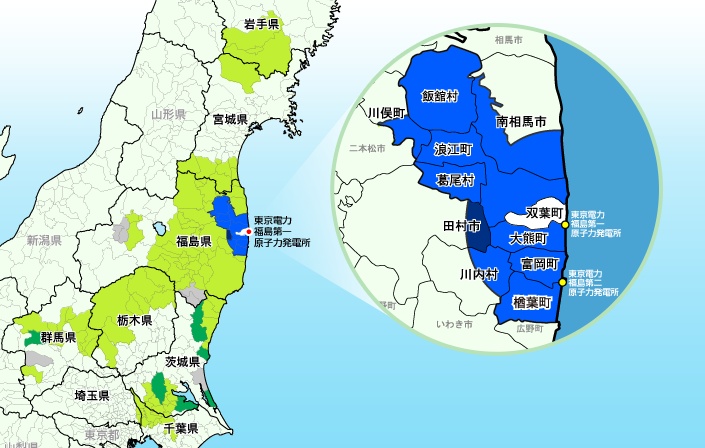 岩手県
山形県
宮城県
新潟県
福島県
東京電力
福島第一
原子力発電所
栃木県
群馬県
茨城県
埼玉県
東京都
千葉県
山梨県
相馬市
飯舘村
川俣町
南相馬市
二本松市
浪江町
葛尾村
双葉町
東京電力
福島第一
原子力発電所
田村市
大熊町
富岡町
川内村
東京電力
福島第二
原子力発電所
楢葉町
野町
いわき市
広野町